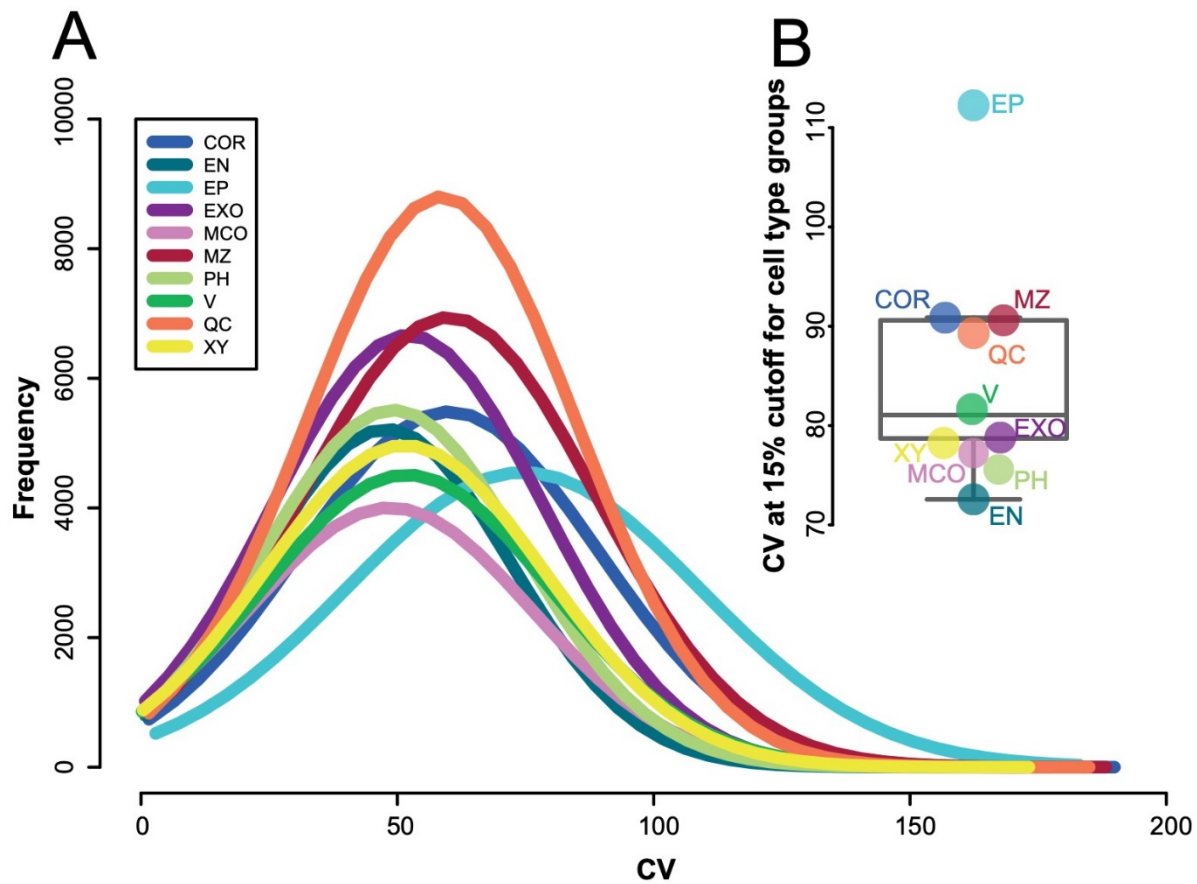 A
B
10000
8000
6000
4000
2000
0
Frequency
COR
EN
EP
EXO
MCO
MZ
PH
V
QC
XY
0
50
100
150
200
CV
CV at 15% cutoff for cell type groups
110
100
90
80
70
EP
COR
MZ
QC
V
EXO
XY
MCO
PH
EN